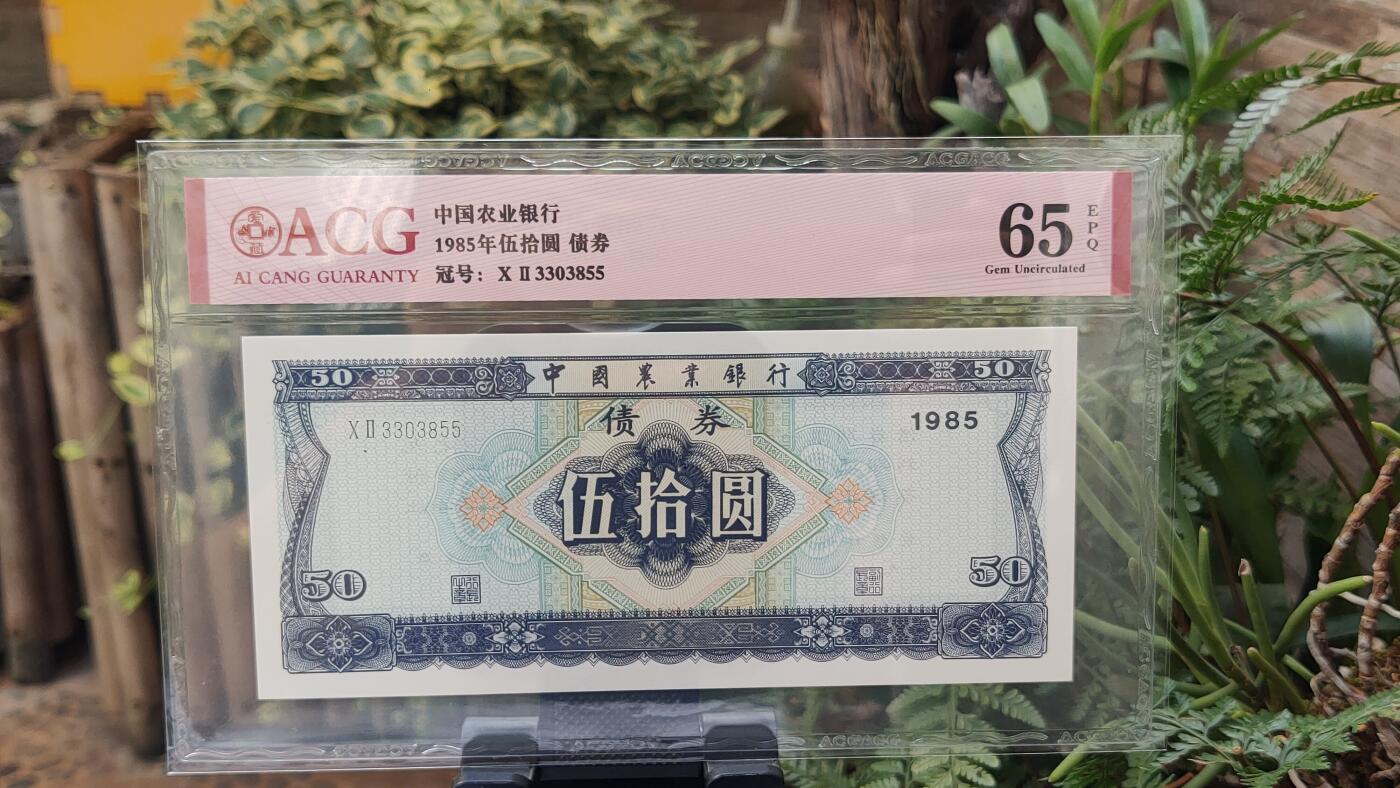 ACG
AI CANG GUARANTY
中国农业银行
1985年伍拾圆 债券
冠号：XⅡ3303855
65
EPQ
Gem Uncirculated
50 中國農業銀行 50
债券
XⅡ3303855
1985
伍拾圆
50
50